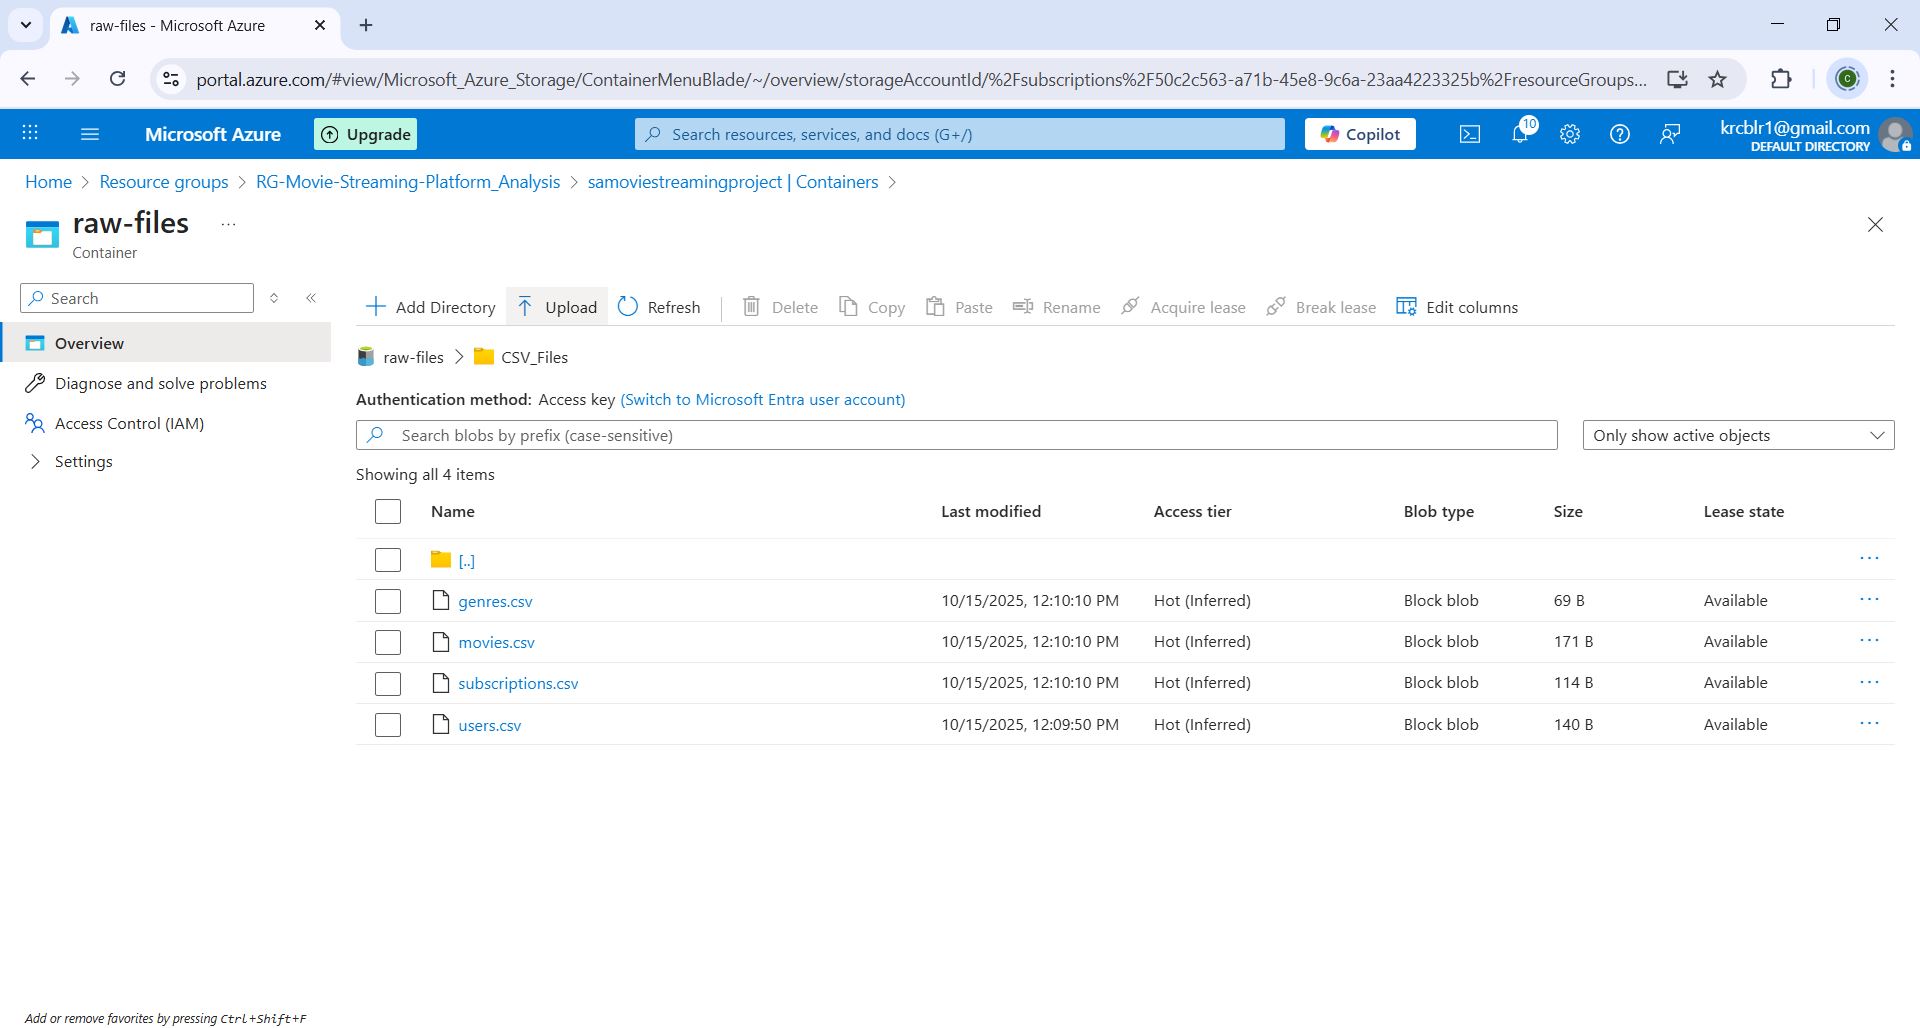 raw-files - Microsoft Azure
portal.azure.com/#view/Microsoft_Azure_Storage/ContainerMenuBlade/~/overview/storageAccountId/%2Fsubscriptions%2F50c2c563-a71b-45e8-9c6a-23aa4223325b%2FresourceGroups...
C
Microsoft Azure
Upgrade
Search resources, services, and docs (G+/)
Copilot
10
krcblr1@gmail.com
DEFAULT DIRECTORY
Home > Resource groups > RG-Movie-Streaming-Platform_Analysis > samoviestreamingproject | Containers >
raw-files
...
Container
Search
Overview
Diagnose and solve problems
Access Control (IAM)
Settings
Add Directory
Upload
Refresh
Delete
Copy
Paste
Rename
Acquire lease
Break lease
Edit columns
raw-files > CSV_Files
Authentication method: Access key (Switch to Microsoft Entra user account)
Search blobs by prefix (case-sensitive)
Only show active objects
Showing all 4 items
Name Last modified Access tier Blob type Size Lease state
[..] ...
genres.csv 10/15/2025, 12:10:10 PM Hot (Inferred) Block blob 69 B Available ...
movies.csv 10/15/2025, 12:10:10 PM Hot (Inferred) Block blob 171 B Available ...
subscriptions.csv 10/15/2025, 12:10:10 PM Hot (Inferred) Block blob 114 B Available ...
users.csv 10/15/2025, 12:09:50 PM Hot (Inferred) Block blob 140 B Available ...
Add or remove favorites by pressing Ctrl+Shift+F